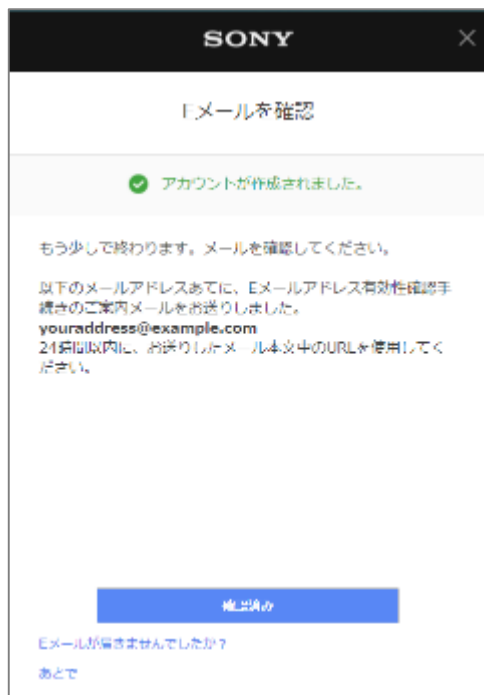 SONY
Eメールを確認
アカウントが作成されました。
もう少しで終わります。メールを確認してください。
以下のメールアドレスあてに、Eメールアドレス有効性確認手
続きのご案内メールをお送りしました。
youraddress@example.com
24時間以内に、お送りしたメール本文中のURLを使用してく
ださい。
確認済み
Eメールが届きませんでしたか？
あとで